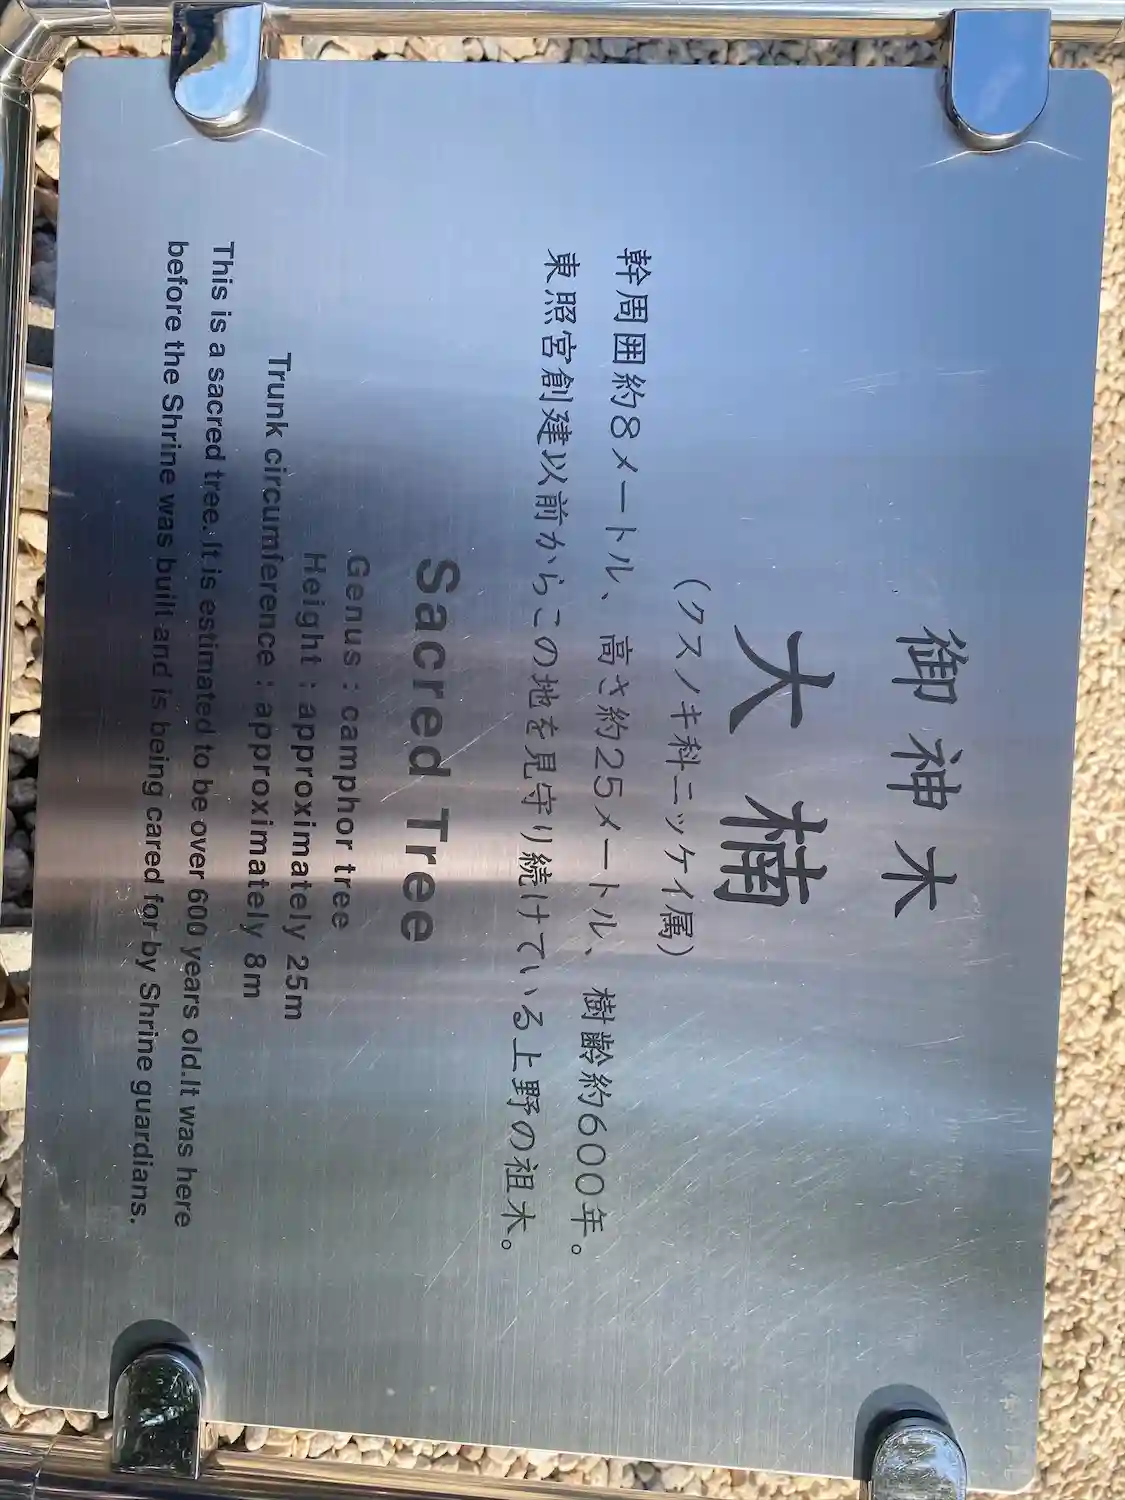 御神木
大楠
（クスノキ科ニッケイ属）
幹周囲約8メートル、高さ約25メートル、樹齢約600年。
東照宮創建以前からこの地を見守り続けている上野の祖木。
Sacred Tree
Genus : camphor tree
Height : approximately 25m
Trunk circumference : approximately 8m
This is a sacred tree. It is estimated to be over 600 years old.It was here
before the Shrine was built and is being cared for by Shrine guardians.